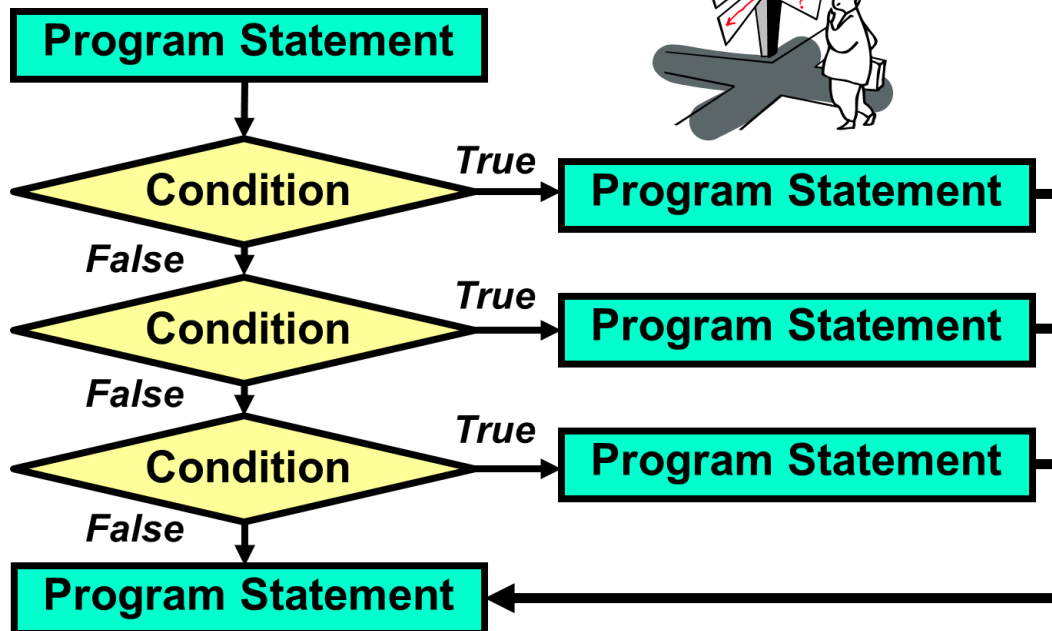 Program Statement
Condition
True
Program Statement
False
Condition
True
Program Statement
False
Condition
True
Program Statement
False
Program Statement